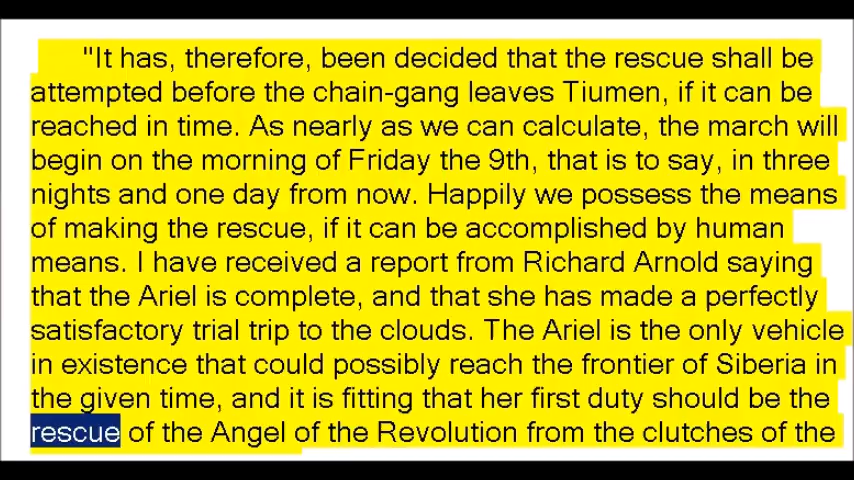 "It has, therefore, been decided that the rescue shall be
attempted before the chain-gang leaves Tiumen, if it can be
reached in time. As nearly as we can calculate, the march will
begin on the morning of Friday the 9th, that is to say, in three
nights and one day from now. Happily we possess the means
of making the rescue, if it can be accomplished by human
means. I have received a report from Richard Arnold saying
that the Ariel is complete, and that she has made a perfectly
satisfactory trial trip to the clouds. The Ariel is the only vehicle
in existence that could possibly reach the frontier of Siberia in
the given time, and it is fitting that her first duty should be the
rescue of the Angel of the Revolution from the clutches of the